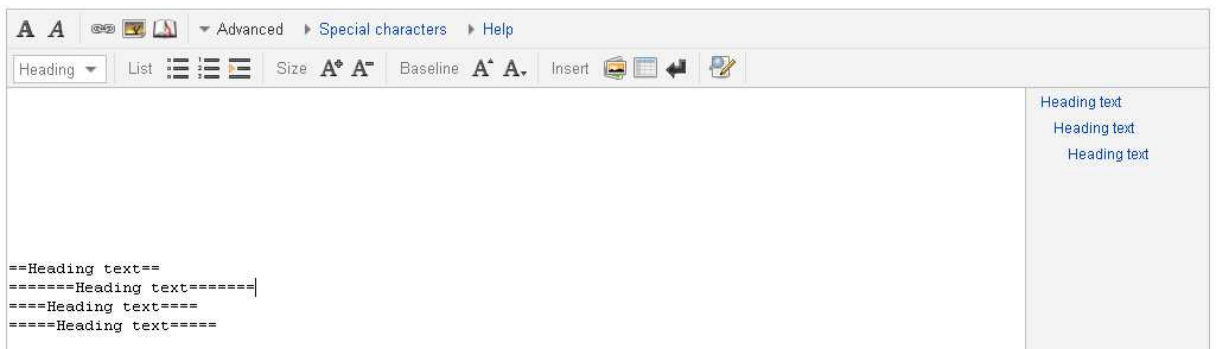 A A Advanced Special characters Help
Heading List Size A A Baseline A A Insert
Heading text
Heading text
Heading text
==Heading text==
=======Heading text=======
====Heading text====
=====Heading text=====